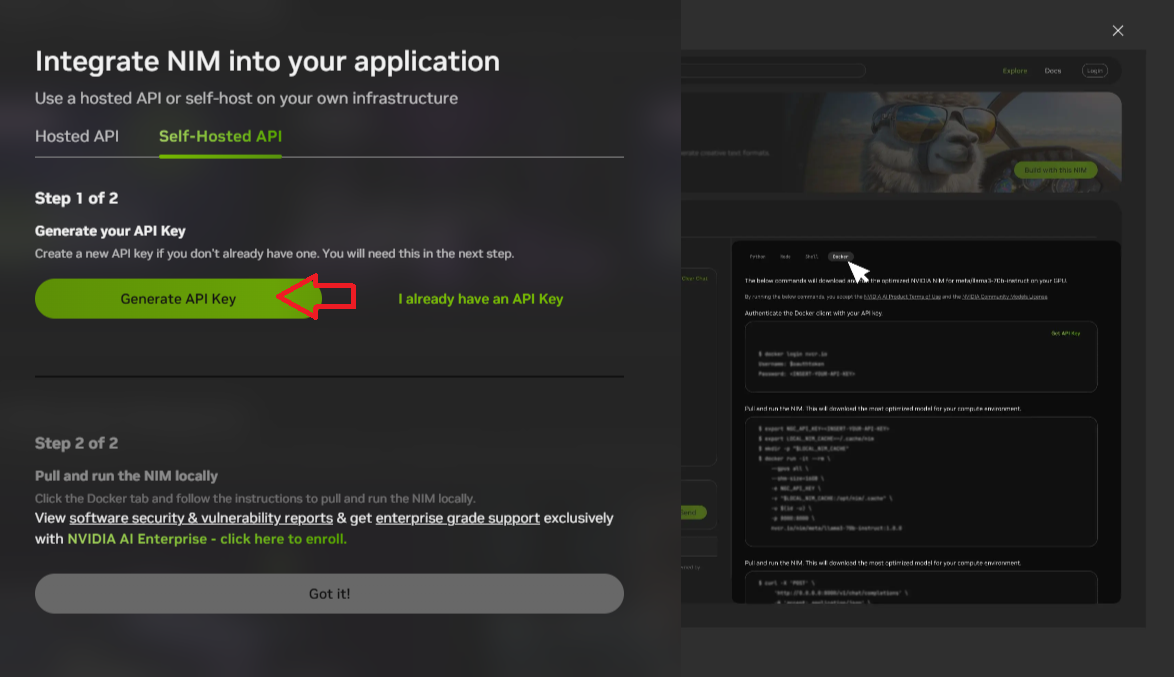 Integrate NIM into your application
Use a hosted API or self-host on your own infrastructure
Hosted API
Self-Hosted API
Step 1 of 2
Generate your API Key
Create a new API key if you don't already have one. You will need this in the next step.
Generate API Key
I already have an API Key
Step 2 of 2
Pull and run the NIM locally
Click the Docker tab and follow the instructions to pull and run the NIM locally.
View software security & vulnerability reports & get enterprise grade support exclusively
with NVIDIA AI Enterprise - click here to enroll.
Got it!
Explore
Docs
Login
erate creative text formats.
Build with this NIM
Clear Chat
Python
Node
Shell
Docker
The below commands will download and the optimized NVIDIA NIM for meta/llama3-70b-instruct on your GPU.
By running the below commands, you accept the NVIDIA AI Product Terms of Use and the NVIDIA Community Models License.
Authenticate the Docker client with your API key.
Get API Key
$ docker login nvcr.io
Username: $oauthtoken
Password: <INSERT-YOUR-API-KEY>
Pull and run the NIM. This will download the most optimized model for your compute environment.
$ export NGC_API_KEY=<INSERT-YOUR-API-KEY>
$ export LOCAL_NIM_CACHE=~/.cache/nim
$ mkdir -p "$LOCAL_NIM_CACHE"
$ docker run -it --rm \
--gpus all \
--shm-size=16GB \
-e NGC_API_KEY \
-v "$LOCAL_NIM_CACHE:/opt/nim/.cache" \
-u $(id -u) \
-p 8000:8000 \
nvcr.io/nim/meta/llama3-70b-instruct:1.0.0
Pull and run the NIM. This will download the most optimized model for your compute environment.
$ curl -X 'POST' \
'http://0.0.0.0:8000/v1/chat/completions' \
-H 'accept: application/json' \